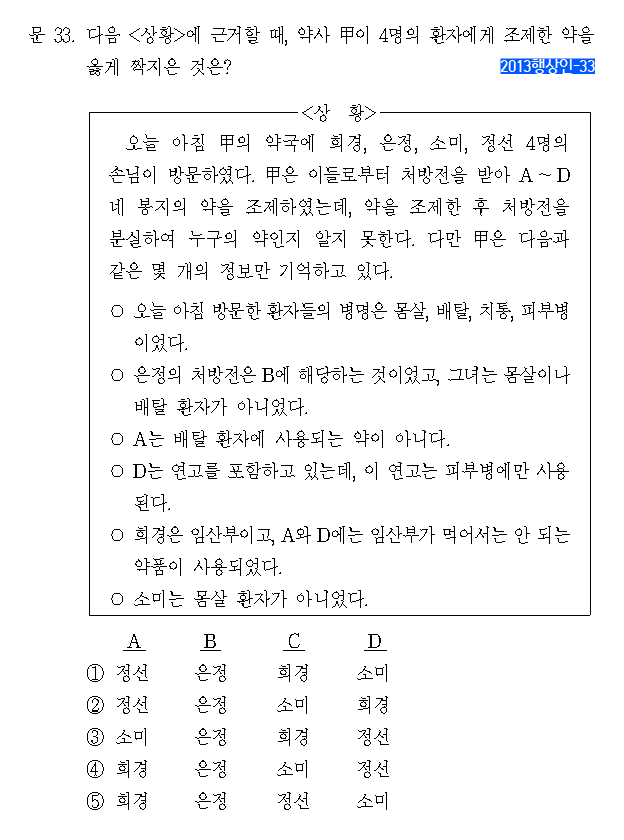 문 33. 다음 <상황>에 근거할 때, 약사 甲이 4명의 환자에게 조제한 약을
옳게 짝지은 것은?
2013행상인-33
<상 황>
오늘 아침 甲의 약국에 희경, 은정, 소미, 정선 4명의
손님이 방문하였다. 甲은 이들로부터 처방전을 받아 A ~ D
네 봉지의 약을 조제하였는데, 약을 조제한 후 처방전을
분실하여 누구의 약인지 알지 못한다. 다만 甲은 다음과
같은 몇 개의 정보만 기억하고 있다.
○ 오늘 아침 방문한 환자들의 병명은 몸살, 배탈, 치통, 피부병
이었다.
○ 은정의 처방전은 B에 해당하는 것이었고, 그녀는 몸살이나
배탈 환자가 아니었다.
○ A는 배탈 환자에 사용되는 약이 아니다.
○ D는 연고를 포함하고 있는데, 이 연고는 피부병에만 사용
된다.
○ 희경은 임산부이고, A와 D에는 임산부가 먹어서는 안 되는
약품이 사용되었다.
○ 소미는 몸살 환자가 아니었다.
A B C D
① 정선 은정 희경 소미
② 정선 은정 소미 희경
③ 소미 은정 희경 정선
④ 희경 은정 소미 정선
⑤ 희경 은정 정선 소미